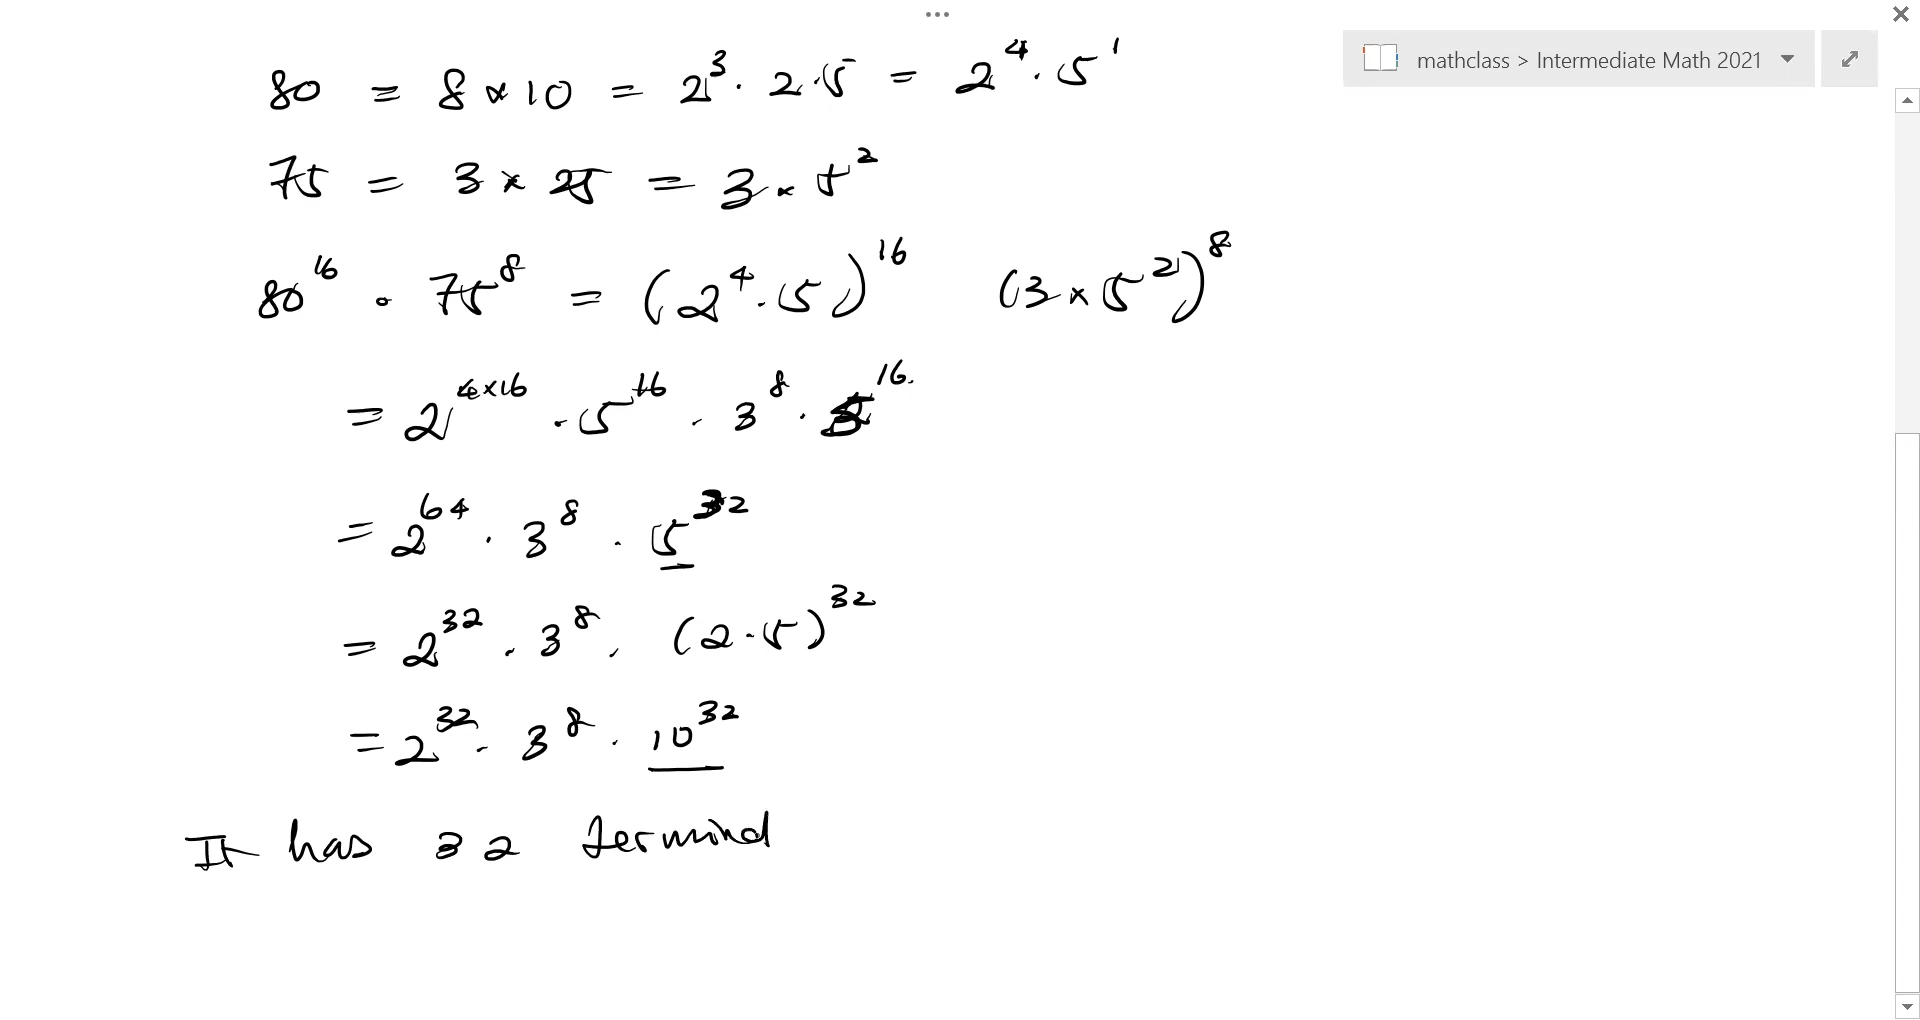 mathclass > Intermediate Math 2021
80 = 8 × 10 = 2³ · 2 · 5 = 2⁴ · 5¹
75 = 3 × 25 = 3 × 5²
80¹⁶ · 75⁸ = (2⁴ · 5)¹⁶ (3 × 5²)⁸
= 2⁴ˣ¹⁶ · 5¹⁶ · 3⁸ · 5¹⁶.
= 2⁶⁴ · 3⁸ · 5³²
= 2³² · 3⁸ · (2 · 5)³²
= 2³² · 3⁸ · 10³²
It has 32 terminal